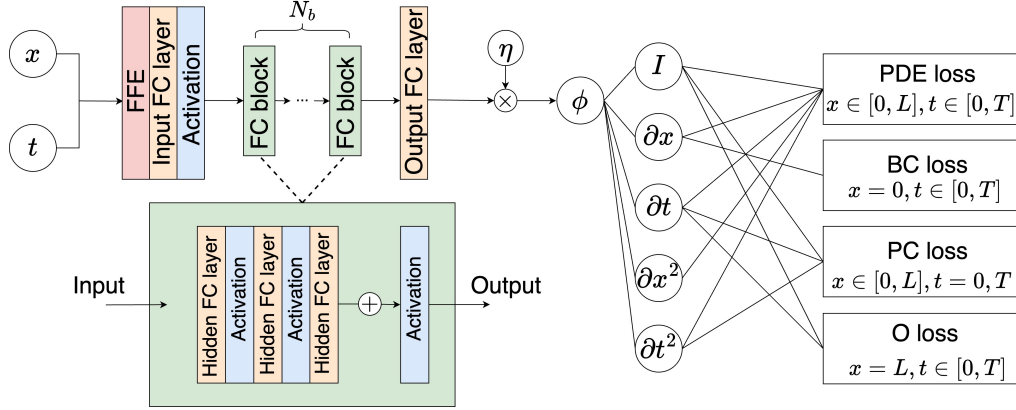 x
t
FFE
Input FC layer
Activation
N_b
FC block
...
FC block
Output FC layer
η
×
ϕ
I
∂x
∂t
∂x²
∂t²
PDE loss
x ∈ [0, L], t ∈ [0, T]
BC loss
x = 0, t ∈ [0, T]
PC loss
x ∈ [0, L], t = 0, T
O loss
x = L, t ∈ [0, T]
Input
Hidden FC layer
Activation
Hidden FC layer
Activation
Hidden FC layer
+
Activation
Output